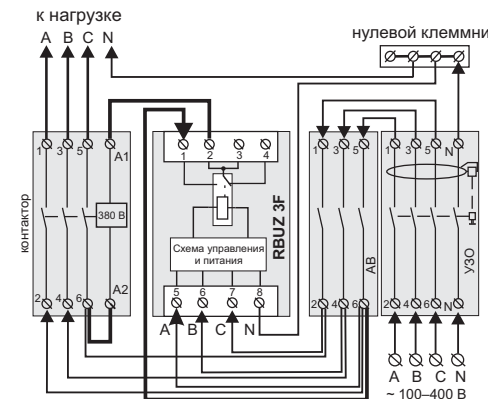 к нагрузке
A B C N
нулевой клеммни
1 3 5 A1
контактор
380 В
2 4 6 A2
1 2 3 4
RBUZ 3F
Схема управления
и питания
5 6 7 8
A B C N
1 3 5
АВ
2 4 6
1 3 5 N
УЗО
2 4 6 N
A B C N
~ 100–400 В